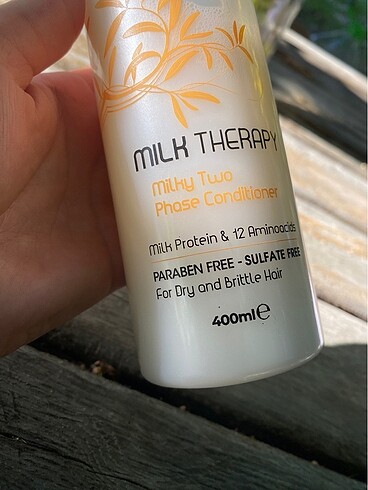 MILK THERAPY
Milky Two
Phase Conditioner
Milk Protein & 12 Aminoacids
PARABEN FREE - SULFATE FREE
For Dry and Brittle Hair
400ml℮